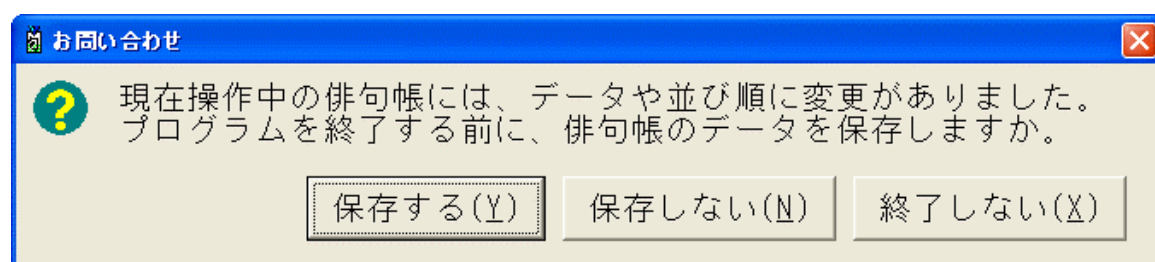 お問い合わせ
現在操作中の俳句帳には、データや並び順に変更がありました。
プログラムを終了する前に、俳句帳のデータを保存しますか。
保存する(Y) 保存しない(N) 終了しない(X)